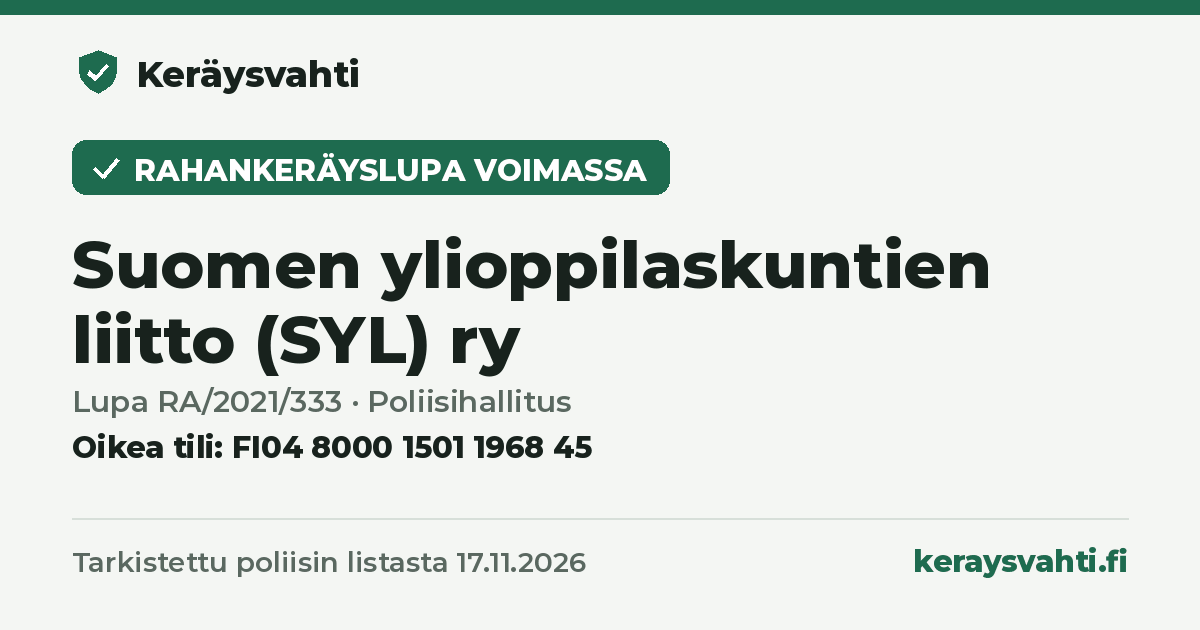 Keräysvahti
RAHANKERÄYSLUPA VOIMASSA
Suomen ylioppilaskuntien
liitto (SYL) ry
Lupa RA/2021/333 · Poliisihallitus
Oikea tili: FI04 8000 1501 1968 45
Tarkistettu poliisin listasta 17.11.2026
keraysvahti.fi